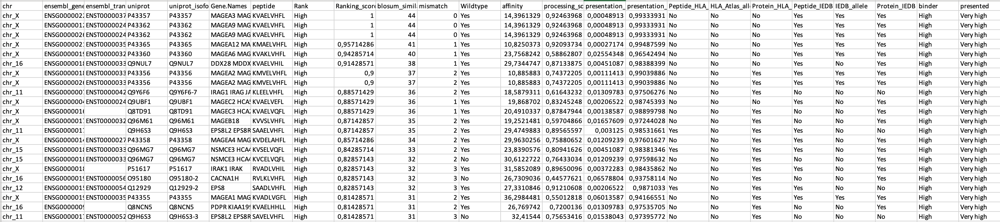 chr ensembl_gene ensembl_tran uniprot uniprot_isofo Gene.Names peptide Rank Ranking_score blosum_simila mismatch Wildtype affinity processing_sc presentation_ presentation_ Peptide_HLA_ HLA_Atlas_all Protein_HLA_ Peptide_IEDB IEDB_allele Protein_IEDB binder presented
chr_X ENSG0000022 ENST0000037 P43357 P43357 MAGEA3 MAG KVAELVHFL High 1 44 0 Yes 14,3961329 0,92463968 0,00048913 0,99333931 No No No Yes Yes Yes High Very high
chr_X ENSG0000012 ENST0000024 P43362 P43362 MAGEA9 MAG KVAELVHFL High 1 44 0 Yes 14,3961329 0,92463968 0,00048913 0,99333931 No No No Yes Yes Yes High Very high
chr_X ENSG0000026 ENST0000024 P43362 P43362 MAGEA9 MAG KVAELVHFL High 1 44 0 Yes 14,3961329 0,92463968 0,00048913 0,99333931 No No No Yes Yes Yes High Very high
chr_X ENSG0000021 ENST0000035 P43365 P43365 MAGEA12 MA KMAELVHFL High 0,95714286 41 1 Yes 10,8250373 0,92093734 0,00027174 0,99487599 No No No Yes Yes Yes High Very high
chr_X ENSG0000019 ENST0000032 P43360 P43360 MAGEA6 MAG KVAKLVHFL High 0,94285714 40 1 Yes 23,7568242 0,58862807 0,02554348 0,96542494 No No No Yes Yes Yes High Very high
chr_16 ENSG0000018 ENST0000033 Q9NUL7 Q9NUL7 DDX28 MDDX KVAELVHIL High 0,91428571 38 1 Yes 29,7344747 0,87133875 0,00451087 0,98388399 No No No Yes No Yes High Very high
chr_X ENSG0000018 ENST0000033 P43356 P43356 MAGEA2 MAG KMVELVHFL High 0,9 37 2 Yes 10,885883 0,74372205 0,00111413 0,99039886 No No Yes Yes Yes Yes High Very high
chr_X ENSG0000026 ENST0000033 P43356 P43356 MAGEA2 MAG KMVELVHFL High 0,9 37 2 Yes 10,885883 0,74372205 0,00111413 0,99039886 No No Yes Yes Yes Yes High Very high
chr_11 ENSG0000007 ENST0000042 Q9Y6F6 Q9Y6F6-7 IRAG1 IRAG JA KLEELVHFL High 0,88571429 36 2 Yes 18,5879311 0,61643232 0,01309783 0,97506276 No No Yes No No No High Very high
chr_X ENSG0000004 ENST0000024 Q9UBF1 Q9UBF1 MAGEC2 HCA5 KVAELVEFL High 0,88571429 36 1 Yes 19,868702 0,83245248 0,00206522 0,98745393 No No No Yes No Yes High Very high
chr_X ENSG0000016 Q8TD91 Q8TD91 MAGEC3 HCA2 KVAELVQFL High 0,88571429 36 1 Yes 20,4910337 0,87847944 0,00138587 0,98899798 No No Yes No No Yes High Very high
chr_X ENSG0000017 ENST0000032 Q96M61 Q96M61 MAGEB18 KVVSLVHFL High 0,87142857 35 2 Yes 19,2521481 0,59704866 0,01657609 0,97244028 No No Yes No No Yes High Very high
chr_11 ENSG0000017 Q9H6S3 Q9H6S3 EPS8L2 EPS8R SAAELVHFL High 0,87142857 35 2 Yes 29,4749883 0,89565597 0,003125 0,98531661 Yes No Yes Yes No No High Very high
chr_X ENSG0000014 ENST0000027 P43358 P43358 MAGEA4 MAG KVDELAHFL High 0,85714286 34 2 Yes 29,9630256 0,75880652 0,01209239 0,97601627 No No Yes Yes No Yes High Very high
chr_15 ENSG0000018 ENST0000033 Q96MG7 Q96MG7 NSMCE3 HCA4 KVSELVQFL High 0,84285714 33 2 Yes 23,8390576 0,80941626 0,00451087 0,98381346 Yes No Yes Yes No Yes High Very high
chr_15 ENSG0000018 ENST0000033 Q96MG7 Q96MG7 NSMCE3 HCA4 KVCELVQFL High 0,82857143 32 2 No 30,6122722 0,76433034 0,01209239 0,97598632 No No Yes No No Yes High Very high
chr_X ENSG0000018 P51617 P51617 IRAK1 IRAK RVADLVHIL High 0,82857143 32 3 Yes 31,5852089 0,89650096 0,00372283 0,98435862 No No Yes Yes No Yes High Very high
chr_16 ENSG0000019 ENST0000056 O95180 O95180-2 CACNA1H RVLKLVHFL High 0,82857143 32 3 No 26,7309036 0,44577621 0,06578804 0,93758114 No No Yes No No Yes High Very high
chr_12 ENSG0000015 ENST0000054 Q12929 Q12929-2 EPS8 SAADLVHFL High 0,82857143 32 3 Yes 27,3310846 0,91210608 0,00206522 0,9871033 Yes No Yes Yes No No High Very high
chr_X ENSG0000019 ENST0000035 P43355 P43355 MAGEA1 MAG KVADLVGFL High 0,81428571 31 2 Yes 36,2984481 0,55012818 0,06013587 0,94166551 No No Yes Yes Yes Yes High Very high
chr_16 ENSG0000009 Q8NCN5 Q8NCN5 PDPR KIAA199 KVAELHHLL High 0,81428571 31 2 Yes 26,769742 0,7200136 0,01309783 0,97535705 No No Yes No No Yes High Very high
chr_11 ENSG0000017 ENST0000052 Q9H6S3 Q9H6S3-3 EPS8L2 EPS8R SAVELVHFL High 0,81428571 31 3 No 32,41544 0,75653416 0,01538043 0,97395772 No No Yes No No No High Very high